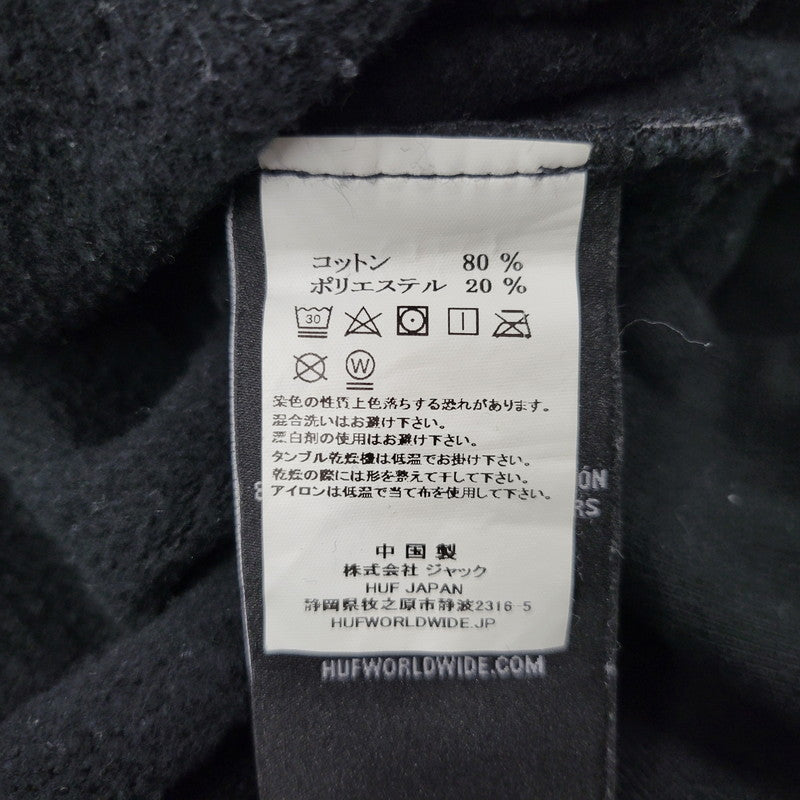 コットン 80 %
ポリエステル 20 %
30
W
染色の性質上色落ちする恐れがあります。
混合洗いはお避け下さい。
漂白剤の使用はお避け下さい。
タンブル乾燥機は低温でお掛け下さい。
乾燥の際には形を整えて干して下さい。
アイロンは低温で当て布を使用して下さい。
中国製
株式会社 ジャック
HUF JAPAN
静岡県牧之原市静波2316-5
HUFWORLDWIDE.JP
HUFWORLDWIDE.COM